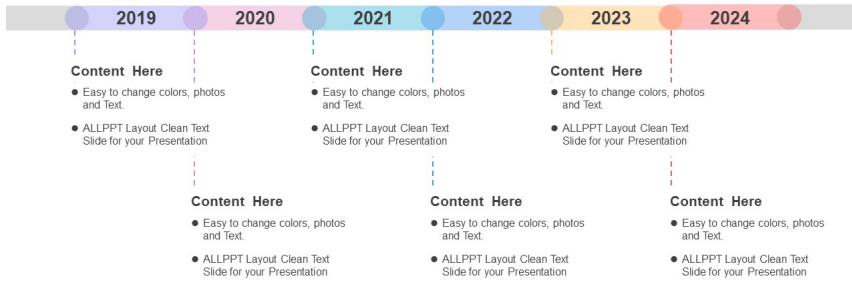 2019 2020 2021 2022 2023 2024
Content Here
● Easy to change colors, photos
and Text.
● ALLPPT Layout Clean Text
Slide for your Presentation
Content Here
● Easy to change colors, photos
and Text.
● ALLPPT Layout Clean Text
Slide for your Presentation
Content Here
● Easy to change colors, photos
and Text.
● ALLPPT Layout Clean Text
Slide for your Presentation
Content Here
● Easy to change colors, photos
and Text.
● ALLPPT Layout Clean Text
Slide for your Presentation
Content Here
● Easy to change colors, photos
and Text.
● ALLPPT Layout Clean Text
Slide for your Presentation
Content Here
● Easy to change colors, photos
and Text.
● ALLPPT Layout Clean Text
Slide for your Presentation